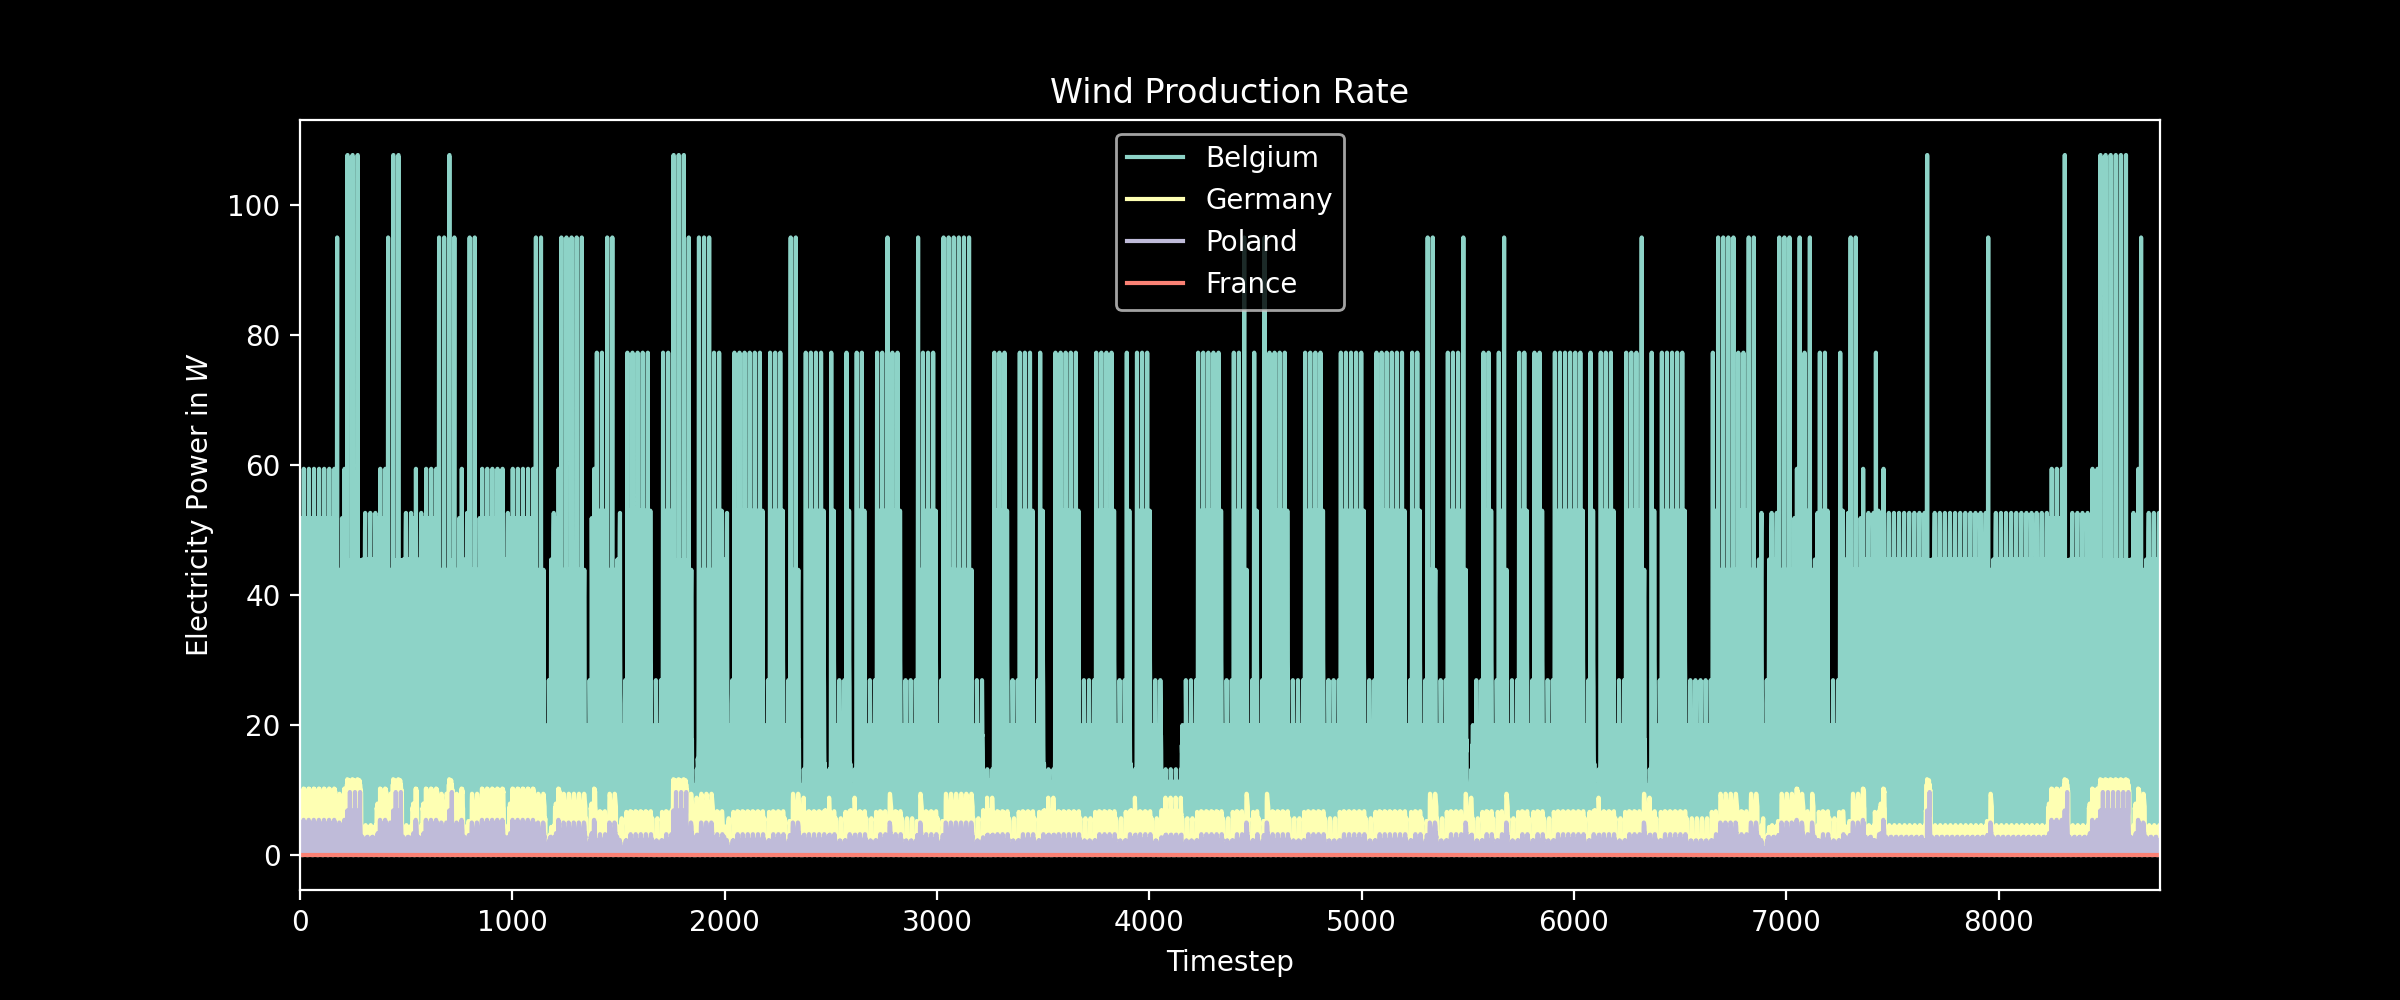 Wind Production Rate
Belgium
Germany
Poland
France
Electricity Power in W
100
80
60
40
20
0
0 1000 2000 3000 4000 5000 6000 7000 8000
Timestep